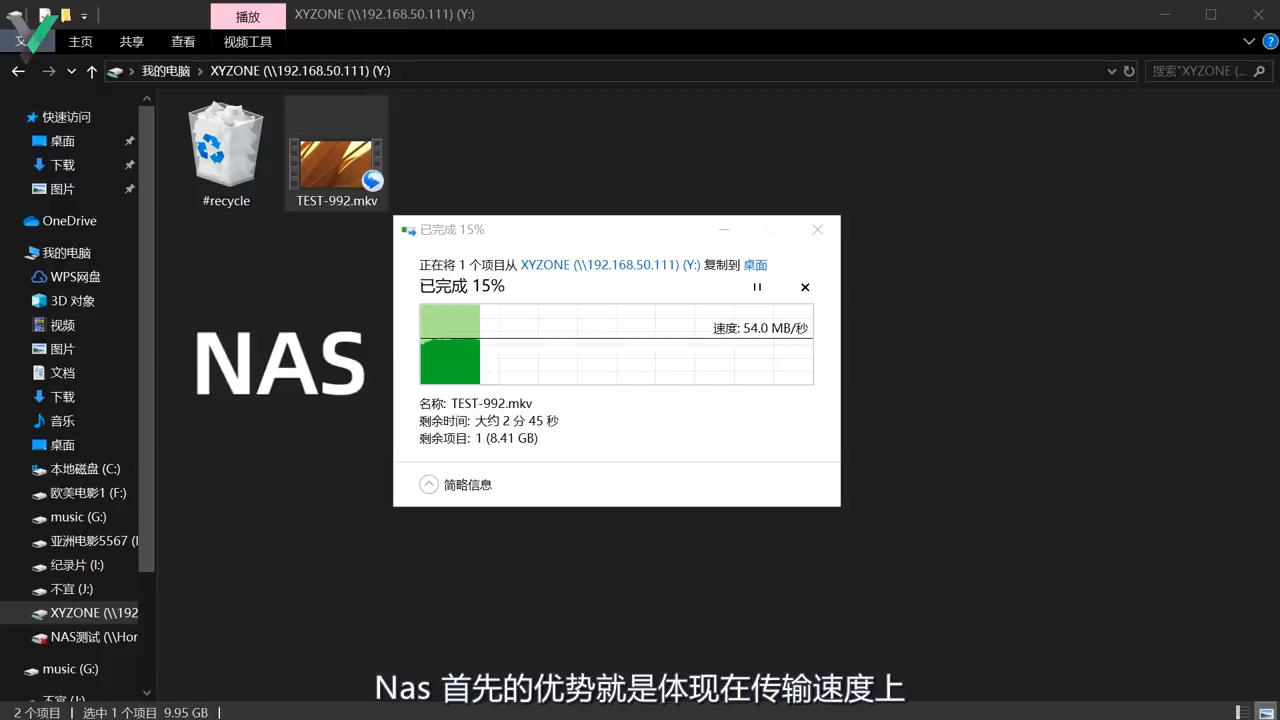 播放
XYZONE (\\192.168.50.111) (Y:)
文
主页
共享
查看
视频工具
我的电脑 › XYZONE (\\192.168.50.111) (Y:)
搜索"XYZONE (...
快速访问
桌面
下载
图片
OneDrive
我的电脑
WPS网盘
3D 对象
视频
图片
文档
下载
音乐
桌面
本地磁盘 (C:)
欧美电影1 (F:)
music (G:)
亚洲电影5567 (
纪录片 (I:)
不宜 (J:)
XYZONE (\\192
NAS测试 (\\Hor
music (G:)
不宜 (J:)
#recycle
TEST-992.mkv
NAS
已完成 15%
正在将 1 个项目从 XYZONE (\\192.168.50.111) (Y:) 复制到 桌面
已完成 15%
速度: 54.0 MB/秒
名称: TEST-992.mkv
剩余时间: 大约 2 分 45 秒
剩余项目: 1 (8.41 GB)
简略信息
Nas 首先的优势就是体现在传输速度上
2 个项目
选中 1 个项目 9.95 GB